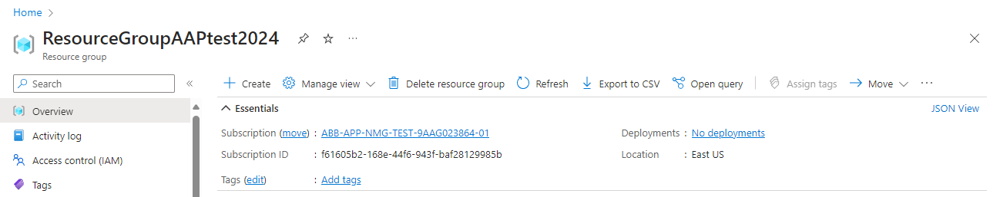 Home >
ResourceGroupAAPtest2024 ...
Resource group
Search «
Create Manage view Delete resource group Refresh Export to CSV Open query Assign tags Move ...
Overview
Activity log
Access control (IAM)
Tags
Essentials JSON View
Subscription (move) : ABB-APP-NMG-TEST-9AAG023864-01 Deployments : No deployments
Subscription ID : f61605b2-168e-44f6-943f-baf28129985b Location : East US
Tags (edit) : Add tags